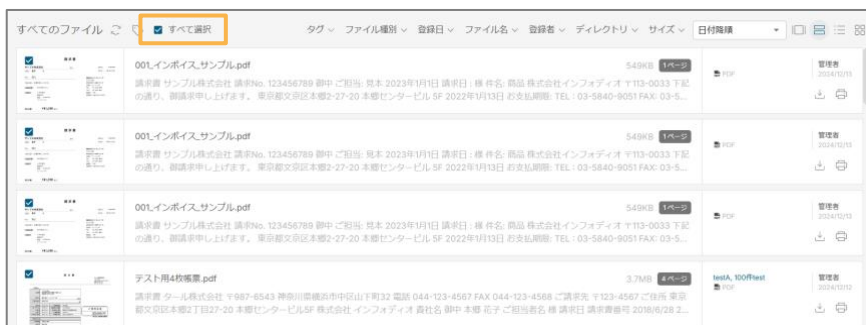 すべてのファイル すべて選択 タグ ファイル種別 登録日 ファイル名 登録者 ディレクトリ サイズ 日付降順
001_インボイス_サンプル.pdf 549KB 1ページ 管理者
請求書 サンプル株式会社 請求No. 123456789 御中 ご担当: 見本 2023年1月1日 請求日 : 様 件名: 商品 株式会社インフォディオ 〒113-0033 下記 PDF 2024/12/13
の通り、御請求申し上げます。 東京都文京区本郷2-27-20 本郷センタービル 5F 2022年1月13日 お支払期限: TEL : 03-5840-9051 FAX: 03-5...
001_インボイス_サンプル.pdf 549KB 1ページ 管理者
請求書 サンプル株式会社 請求No. 123456789 御中 ご担当: 見本 2023年1月1日 請求日 : 様 件名: 商品 株式会社インフォディオ 〒113-0033 下記 PDF 2024/12/13
の通り、御請求申し上げます。 東京都文京区本郷2-27-20 本郷センタービル 5F 2022年1月13日 お支払期限: TEL : 03-5840-9051 FAX: 03-5...
001_インボイス_サンプル.pdf 549KB 1ページ 管理者
請求書 サンプル株式会社 請求No. 123456789 御中 ご担当: 見本 2023年1月1日 請求日 : 様 件名: 商品 株式会社インフォディオ 〒113-0033 下記 PDF
の通り、御請求申し上げます。 東京都文京区本郷2-27-20 本郷センタービル 5F 2022年1月13日 お支払期限: TEL : 03-5840-9051 FAX: 03-5...
テスト用4枚帳票.pdf 3.7MB 4ページ testA, 100件test 管理者
請求書 タール株式会社 〒987-6543 神奈川県横浜市中区山下町32 電話 044-123-4567 FAX 044-123-4568 ご請求先 〒123-4567 ご住所 東京 PDF 2024/12/12
都文京区本郷2丁目27-20 本郷センタービル5F 株式会社 インフォディオ 貴社名 御中 本郷 花子 ご担当者名 様 請求日 請求書番号 2018/6/28 2...